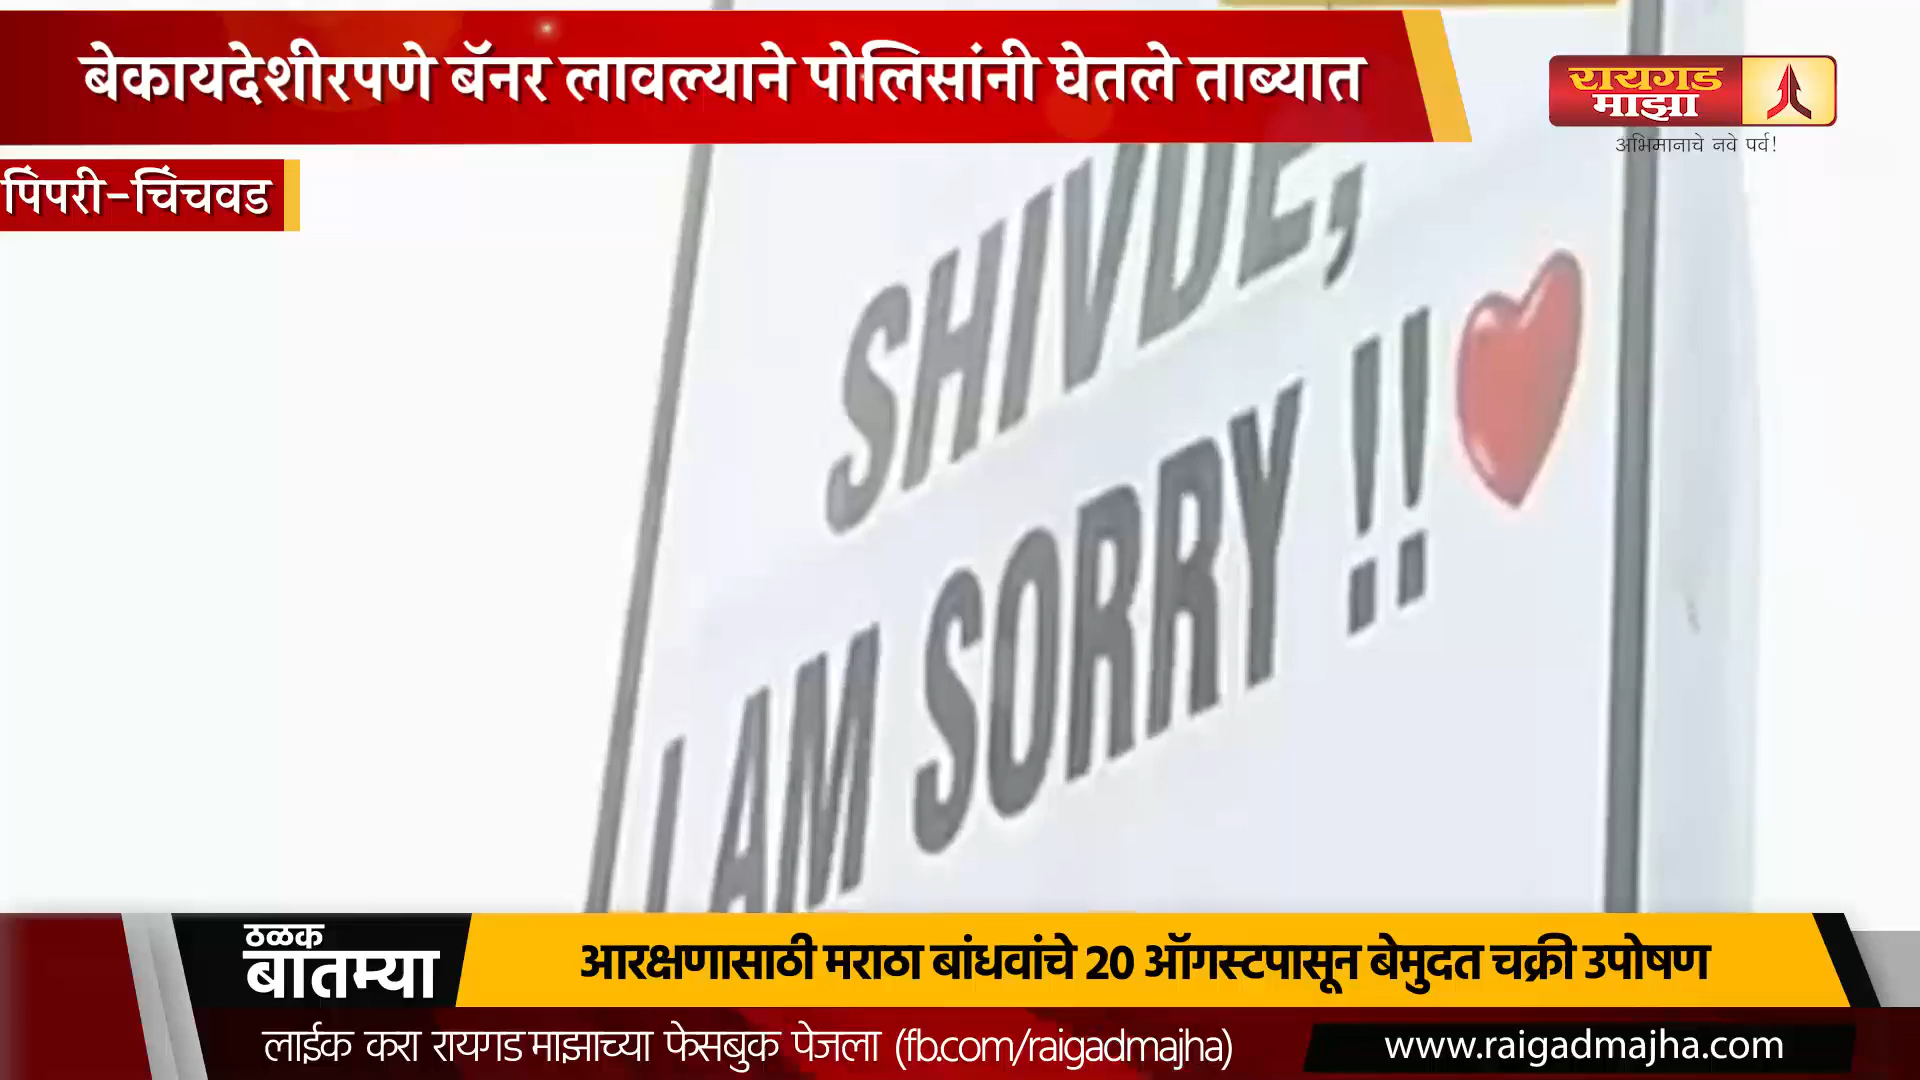 बेकायदेशीरपणे बॅनर लावल्याने पोलिसांनी घेतले ताब्यात
रायगड
माझा
अभिमानाचे नवे पर्व!
पिंपरी-चिंचवड
SHIVDE,
I AM SORRY !!
ठळक
बातम्या
आरक्षणासाठी मराठा बांधवांचे 20 ऑगस्टपासून बेमुदत चक्री उपोषण
लाईक करा रायगड माझाच्या फेसबुक पेजला (fb.com/raigadmajha)
www.raigadmajha.com